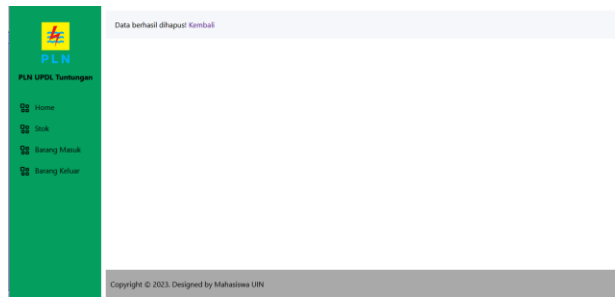 PLN
PLN UPDL Tuntungan
Home
Stok
Barang Masuk
Barang Keluar
Data berhasil dihapus! Kembali
Copyright © 2023. Designed by Mahasiswa UIN